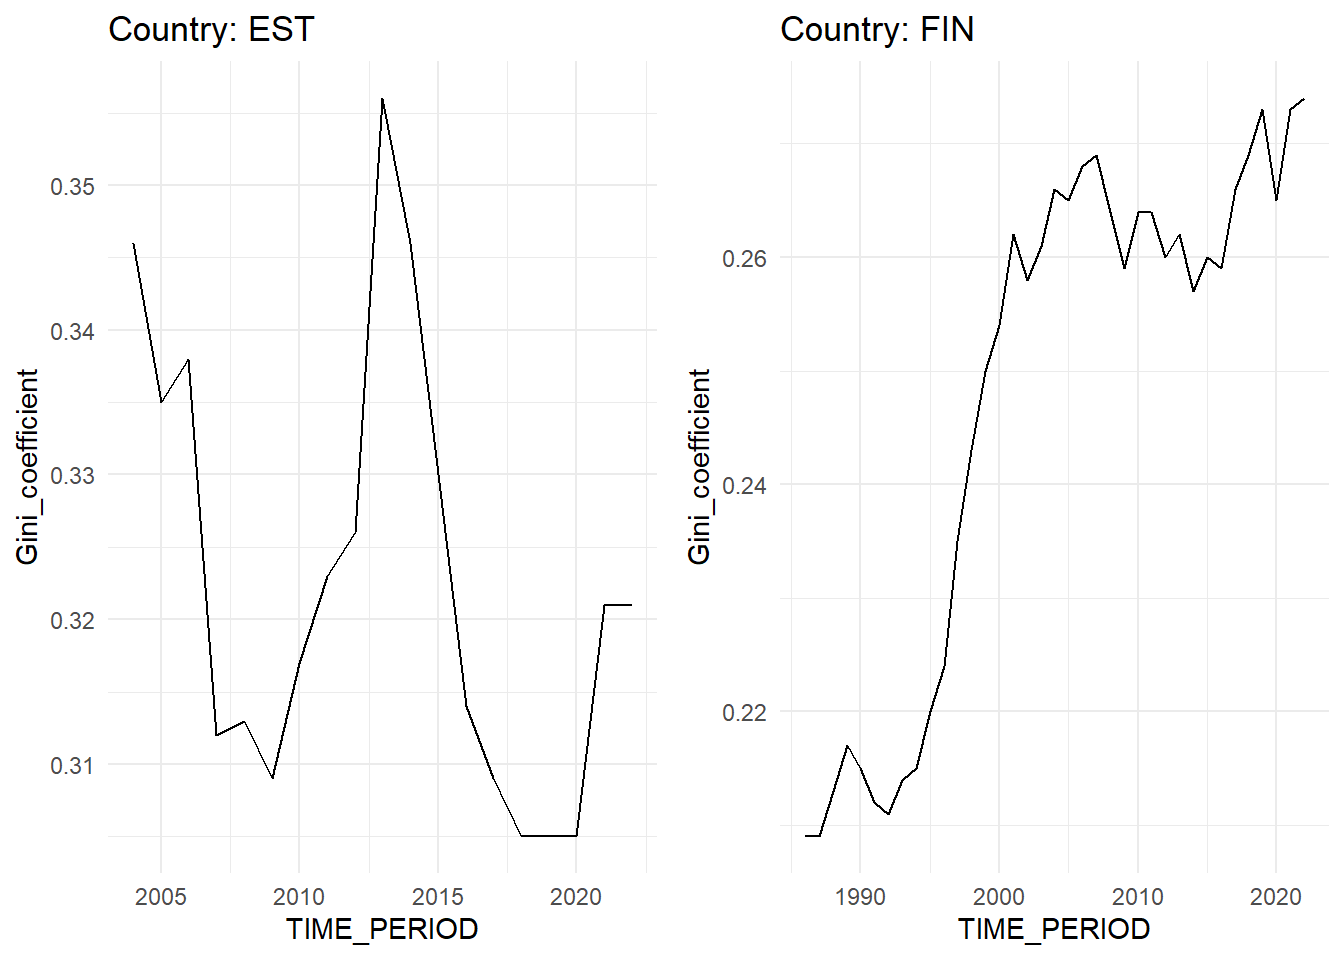 Country: EST
Gini_coefficient
0.35
0.34
0.33
0.32
0.31
2005 2010 2015 2020
TIME_PERIOD
Country: FIN
Gini_coefficient
0.26
0.24
0.22
1990 2000 2010 2020
TIME_PERIOD